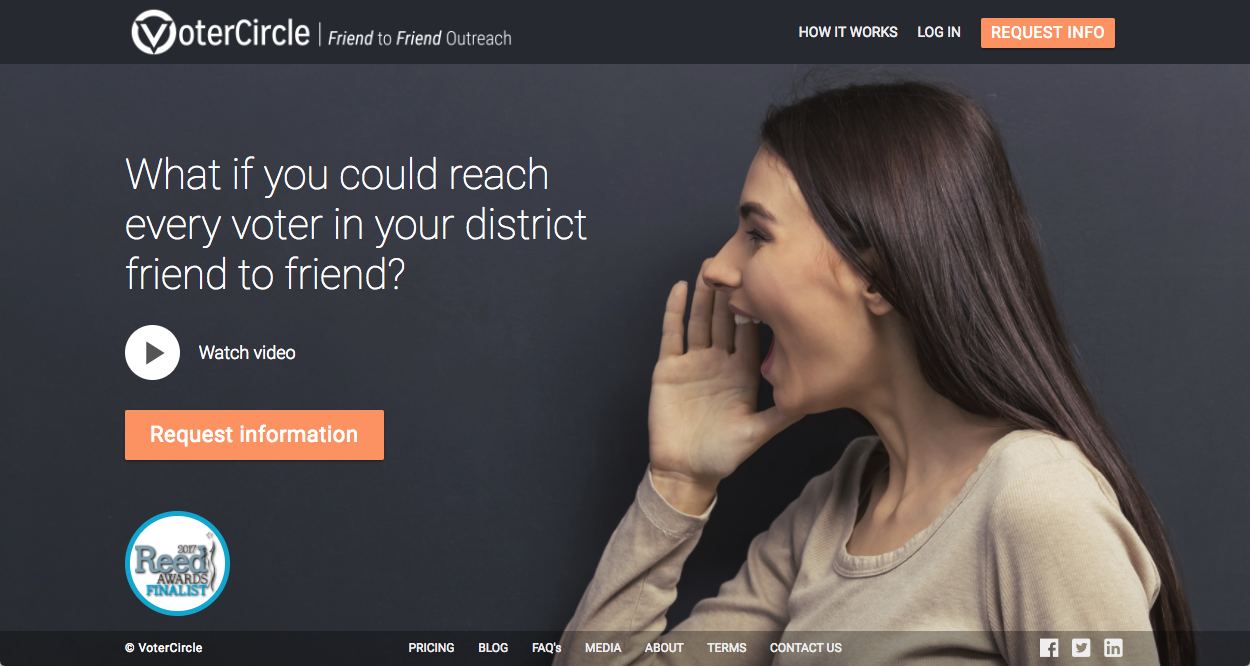 VoterCircle | Friend to Friend Outreach
HOW IT WORKS LOG IN REQUEST INFO
What if you could reach
every voter in your district
friend to friend?
Watch video
Request information
2017
Reed
AWARDS
FINALIST
© VoterCircle PRICING BLOG FAQ's MEDIA ABOUT TERMS CONTACT US